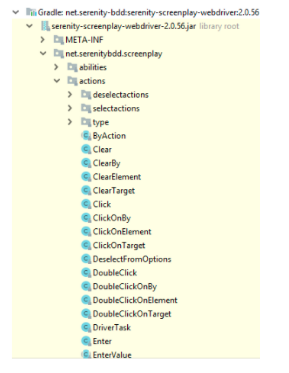 Gradle: net.serenity-bdd:serenity-screenplay-webdriver:2.0.56
serenity-screenplay-webdriver-2.0.56.jar library root
META-INF
net.serenitybdd.screenplay
abilities
actions
deselectactions
selectactions
type
ByAction
Clear
ClearBy
ClearElement
ClearTarget
Click
ClickOnBy
ClickOnElement
ClickOnTarget
DeselectFromOptions
DoubleClick
DoubleClickOnBy
DoubleClickOnElement
DoubleClickOnTarget
DriverTask
Enter
EnterValue